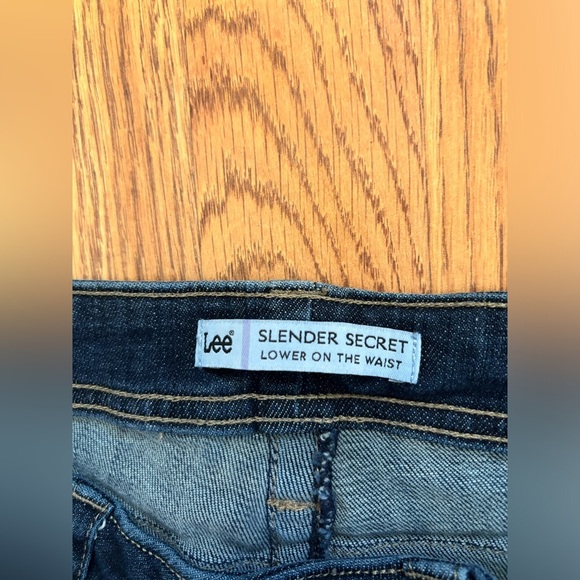 Lee®
SLENDER SECRET
LOWER ON THE WAIST